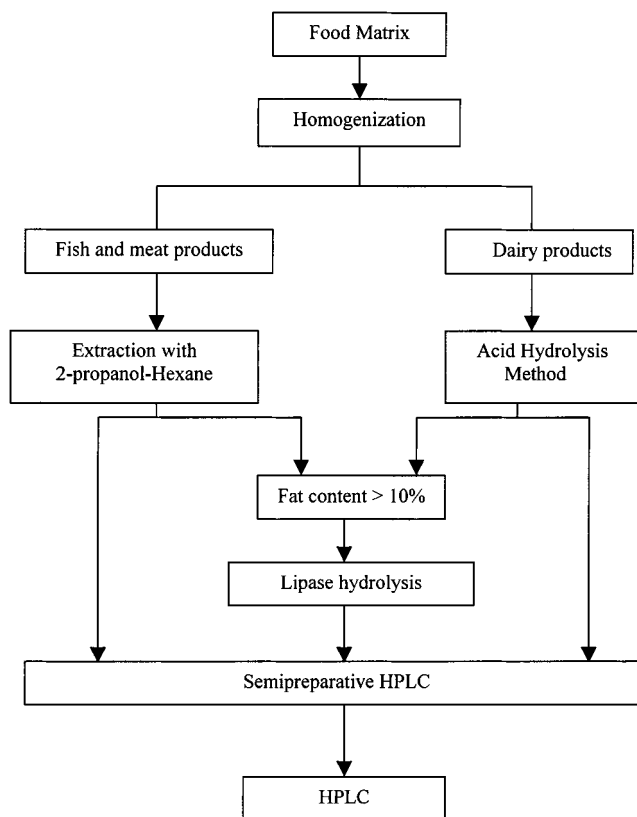 Food Matrix
Homogenization
Fish and meat products
Dairy products
Extraction with
2-propanol-Hexane
Acid Hydrolysis
Method
Fat content > 10%
Lipase hydrolysis
Semipreparative HPLC
HPLC